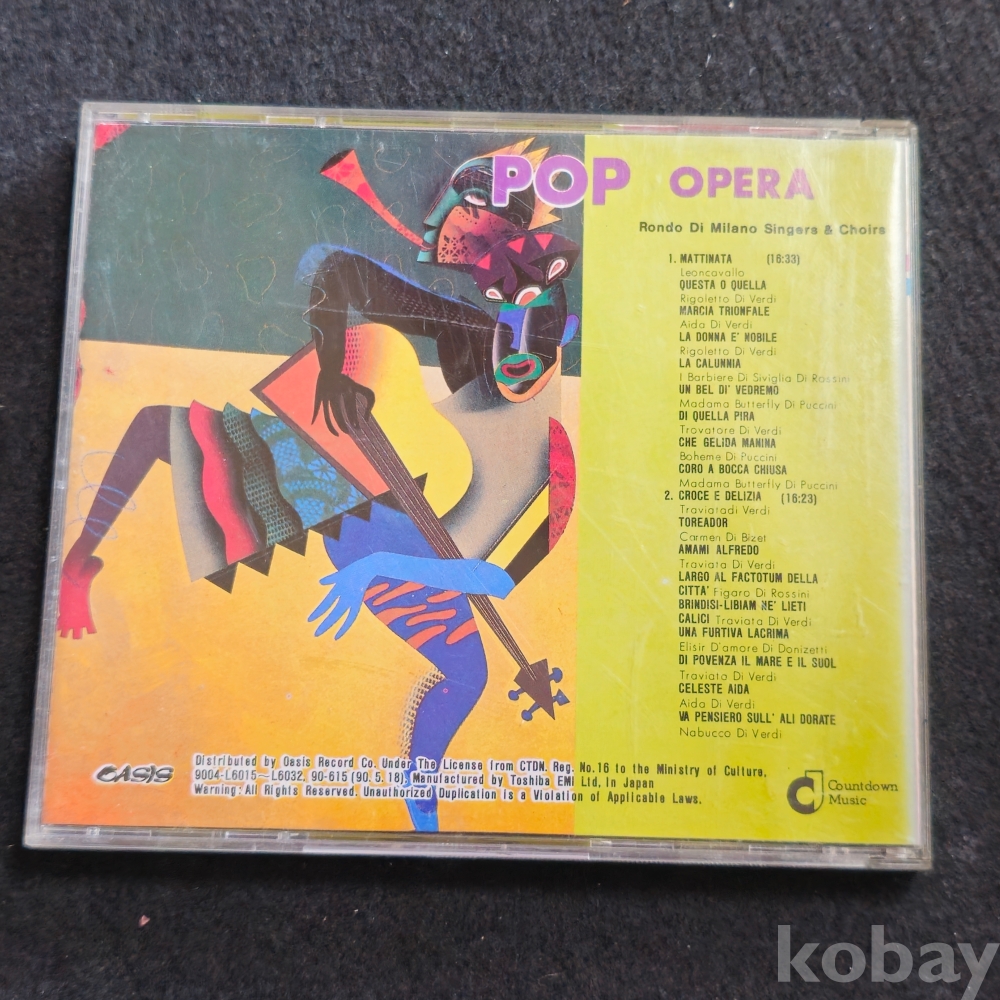 POP OPERA
Rondo Di Milano Singers & Choirs
1. MATTINATA (16:33)
Leoncavallo
QUESTA O QUELLA
Rigoletto Di Verdi
MARCIA TRIONFALE
Aida Di Verdi
LA DONNA E' NOBILE
Rigoletto Di Verdi
LA CALUNNIA
I Barbiere Di Siviglia Di Rossini
UN BEL DI' VEDREMO
Madama Butterfly Di Puccini
DI QUELLA PIRA
Trovatore Di Verdi
CHE GELIDA MANINA
Boheme Di Puccini
CORO A BOCCA CHIUSA
Madama Butterfly Di Puccini
2. CROCE E DELIZIA (16:23)
Traviatadi Verdi
TOREADOR
Carmen Di Bizet
AMAMI ALFREDO
Traviata Di Verdi
LARGO AL FACTOTUM DELLA
CITTA' Figaro Di Rossini
BRINDISI-LIBIAM NE' LIETI
CALICI Traviata Di Verdi
UNA FURTIVA LACRIMA
Elisir D'amore Di Donizetti
DI POVENZA IL MARE E IL SUOL
Traviata Di Verdi
CELESTE AIDA
Aida Di Verdi
VA PENSIERO SULL' ALI DORATE
Nabucco Di Verdi
OASIS
Distributed by Oasis Record Co. Under The License from CTDN. Reg. No.16 to the Ministry of Culture.
9004-L6015~L6032, 90-615(90.5.18), Manufactured by Toshiba EMI Ltd, In Japan
Warning: All Rights Reserved. Unauthorized Duplication is a Violation of Applicable Laws.
Countdown
Music
kobay